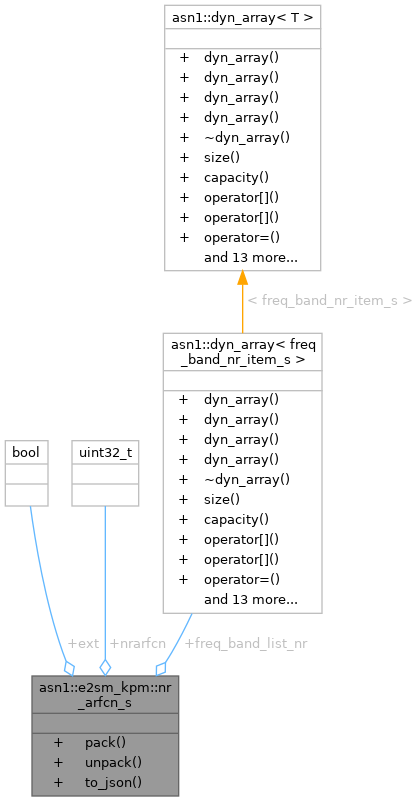 asn1::dyn_array< T >
+ dyn_array()
+ dyn_array()
+ dyn_array()
+ dyn_array()
+ ~dyn_array()
+ size()
+ capacity()
+ operator[]()
+ operator[]()
+ operator=()
and 13 more...
< freq_band_nr_item_s >
asn1::dyn_array< freq
_band_nr_item_s >
+ dyn_array()
+ dyn_array()
+ dyn_array()
+ dyn_array()
+ ~dyn_array()
+ size()
+ capacity()
+ operator[]()
+ operator[]()
+ operator=()
and 13 more...
bool
uint32_t
+ext
+nrarfcn
+freq_band_list_nr
asn1::e2sm_kpm::nr
_arfcn_s
+ pack()
+ unpack()
+ to_json()